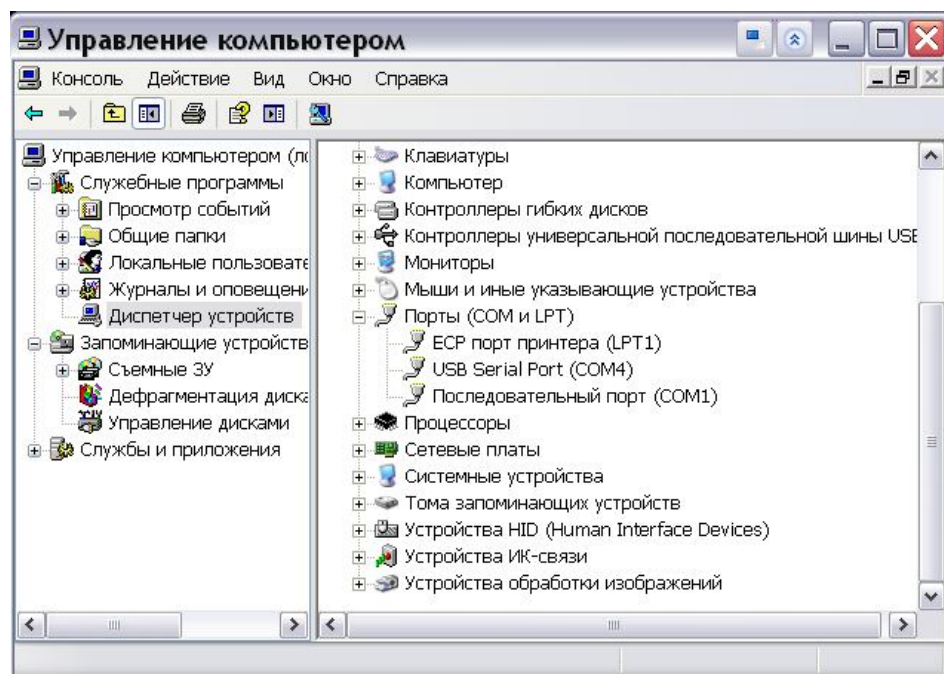 Управление компьютером
Консоль Действие Вид Окно Справка
Управление компьютером (ло
Служебные программы
Просмотр событий
Общие папки
Локальные пользовате
Журналы и оповещени
Диспетчер устройств
Запоминающие устройств
Съемные ЗУ
Дефрагментация диска
Управление дисками
Службы и приложения
Клавиатуры
Компьютер
Контроллеры гибких дисков
Контроллеры универсальной последовательной шины USB
Мониторы
Мыши и иные указывающие устройства
Порты (COM и LPT)
ECP порт принтера (LPT1)
USB Serial Port (COM4)
Последовательный порт (COM1)
Процессоры
Сетевые платы
Системные устройства
Тома запоминающих устройств
Устройства HID (Human Interface Devices)
Устройства ИК-связи
Устройства обработки изображений